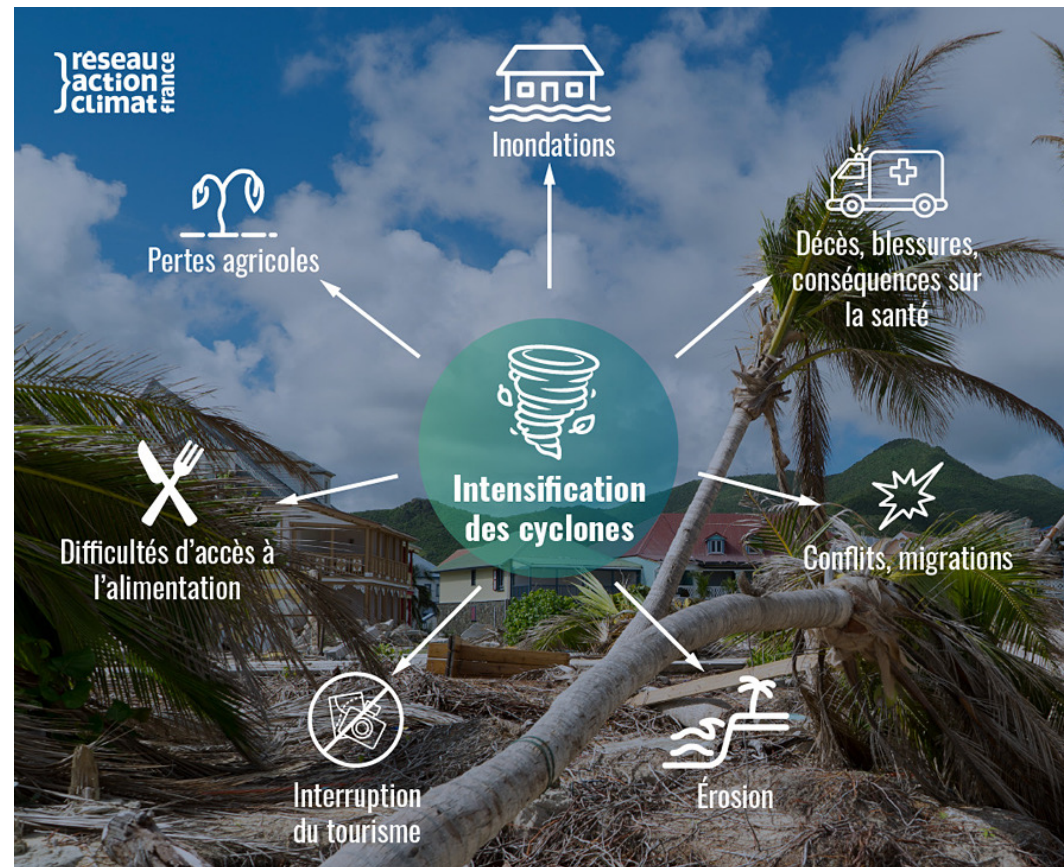 réseau
action
climat
france
Inondations
Décès, blessures,
conséquences sur
la santé
Pertes agricoles
Intensification
des cyclones
Difficultés d'accès à
l'alimentation
Conflits, migrations
Interruption
du tourisme
Érosion